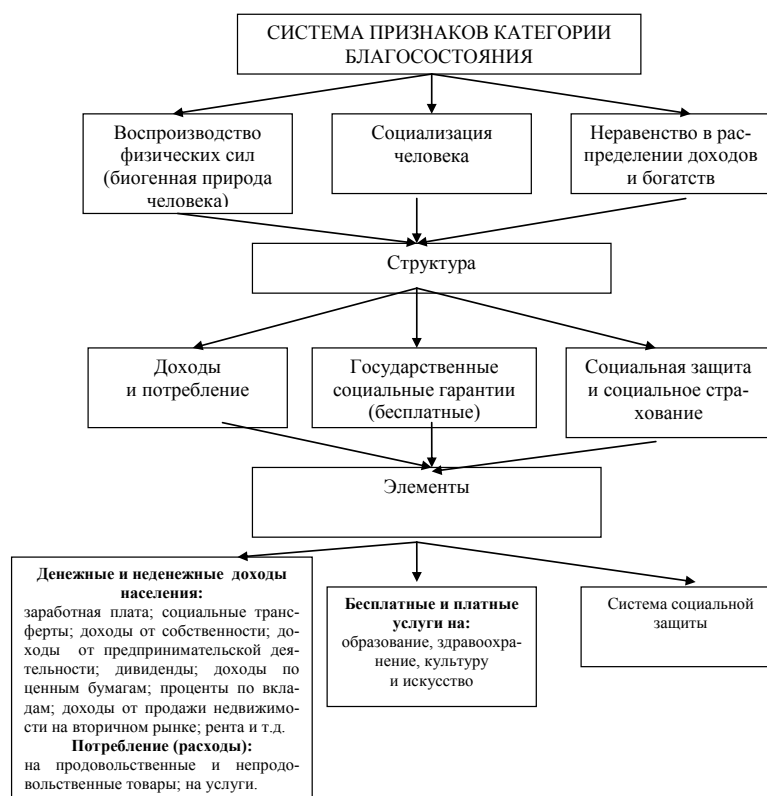 СИСТЕМА ПРИЗНАКОВ КАТЕГОРИИ
БЛАГОСОСТОЯНИЯ
Воспроизводство
физических сил
(биогенная природа
человека)
Социализация
человека
Неравенство в рас-
пределении доходов
и богатств
Структура
Доходы
и потребление
Государственные
социальные гарантии
(бесплатные)
Социальная защита
и социальное стра-
хование
Элементы
Денежные и неденежные доходы
населения:
заработная плата; социальные транс-
ферты; доходы от собственности; до-
ходы от предпринимательской дея-
тельности; дивиденды; доходы по
ценным бумагам; проценты по вкла-
дам; доходы от продажи недвижимо-
сти на вторичном рынке; рента и т.д.
Потребление (расходы):
на продовольственные и непродо-
вольственные товары; на услуги.
Бесплатные и платные
услуги на:
образование, здравоохра-
нение, культуру
и искусство
Система социальной
защиты